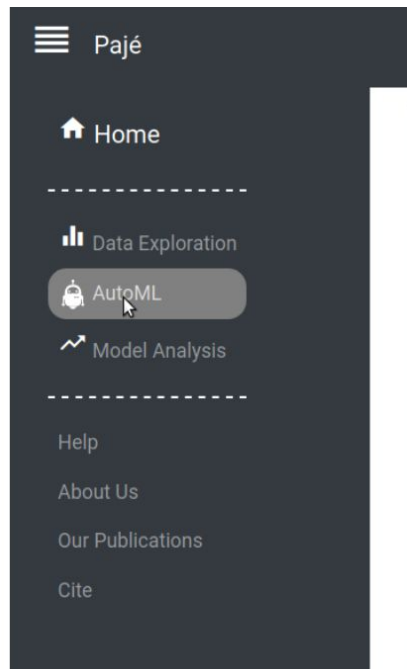 Pajé
Home
Data Exploration
AutoML
Model Analysis
Help
About Us
Our Publications
Cite